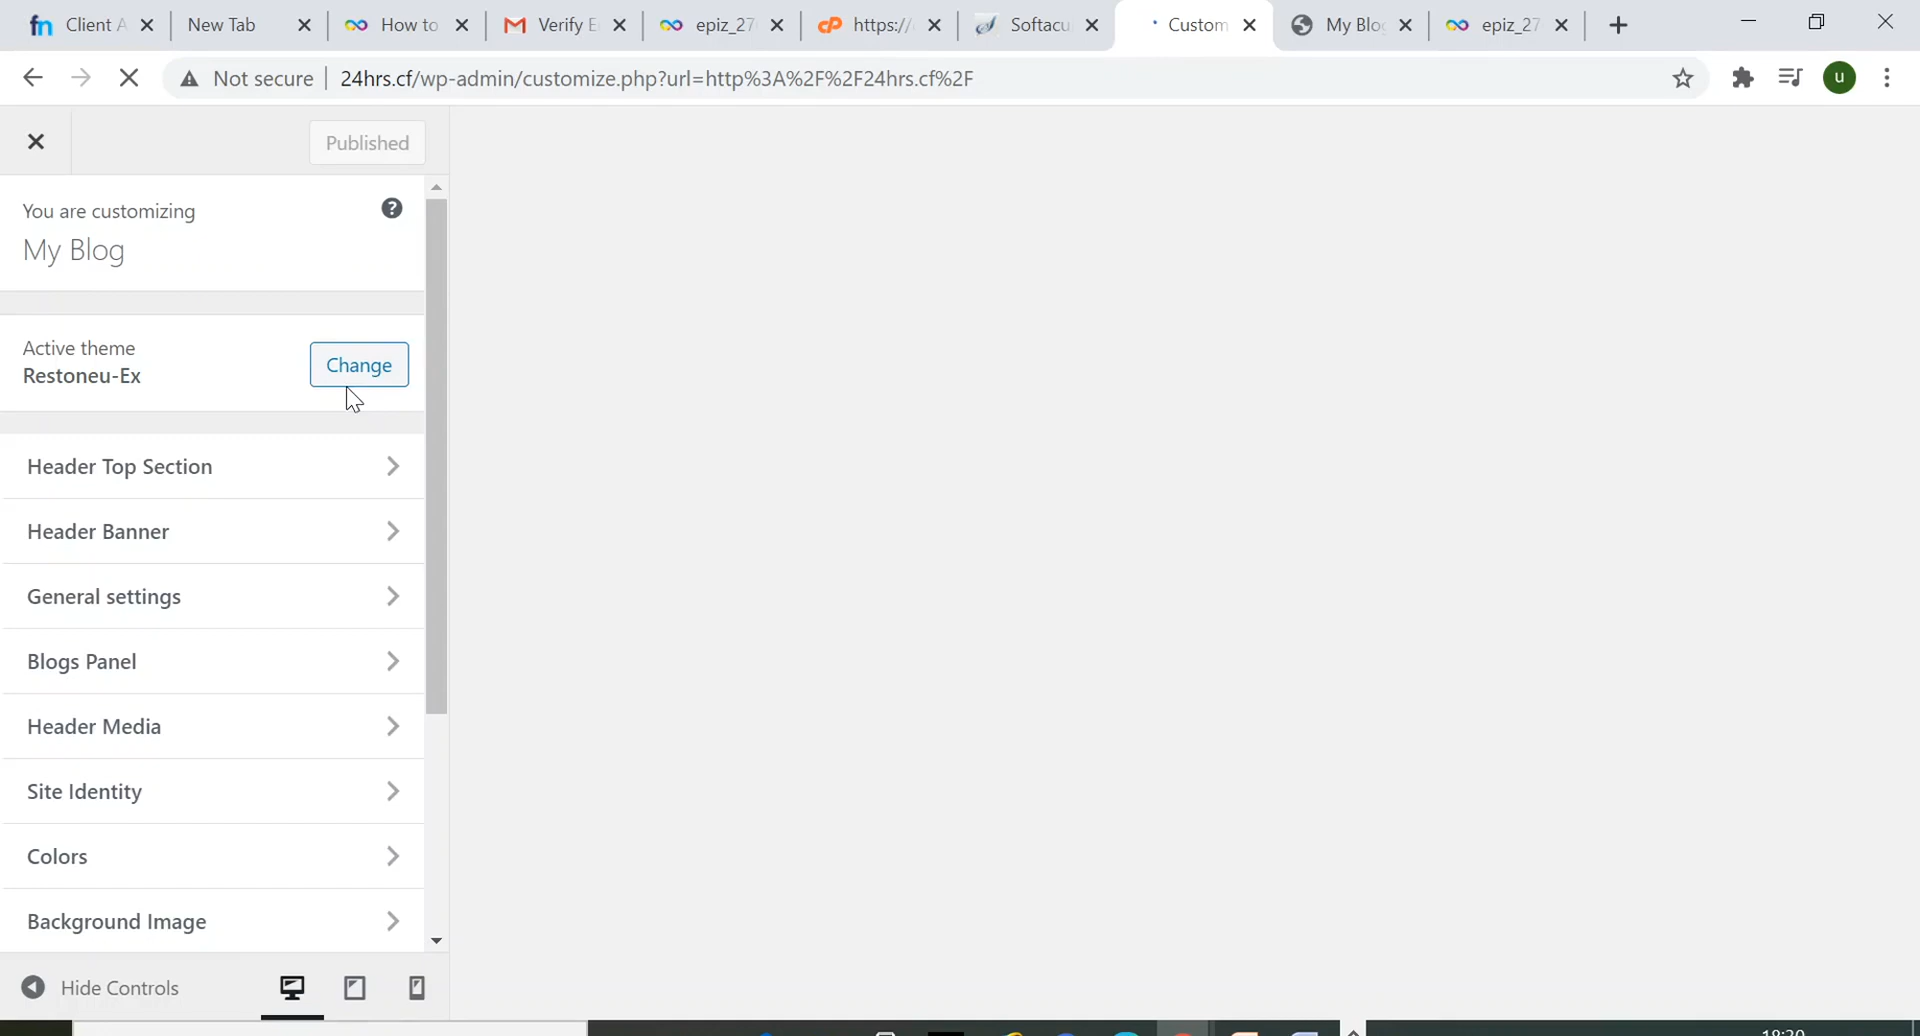 Client A
New Tab
How to
Verify E
epiz_27
https://
Softacu
Custom
My Blo
epiz_27
Not secure
24hrs.cf/wp-admin/customize.php?url=http%3A%2F%2F24hrs.cf%2F
u
Published
You are customizing
My Blog
Active theme
Restoneu-Ex
Change
Header Top Section
Header Banner
General settings
Blogs Panel
Header Media
Site Identity
Colors
Background Image
Hide Controls